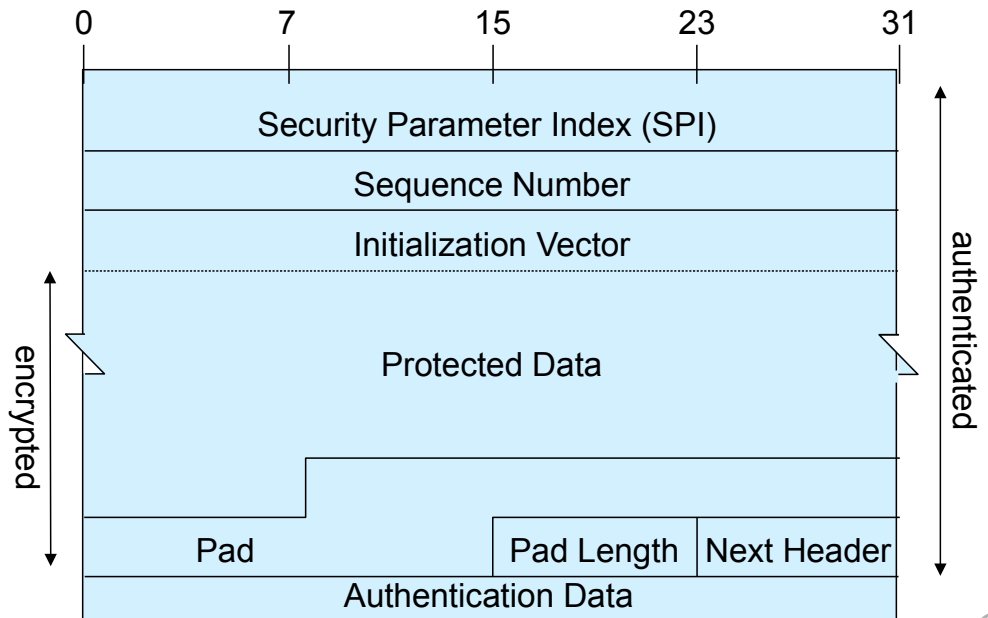 0 7 15 23 31
Security Parameter Index (SPI)
Sequence Number
Initialization Vector
Protected Data
Pad Pad Length Next Header
Authentication Data
encrypted
authenticated